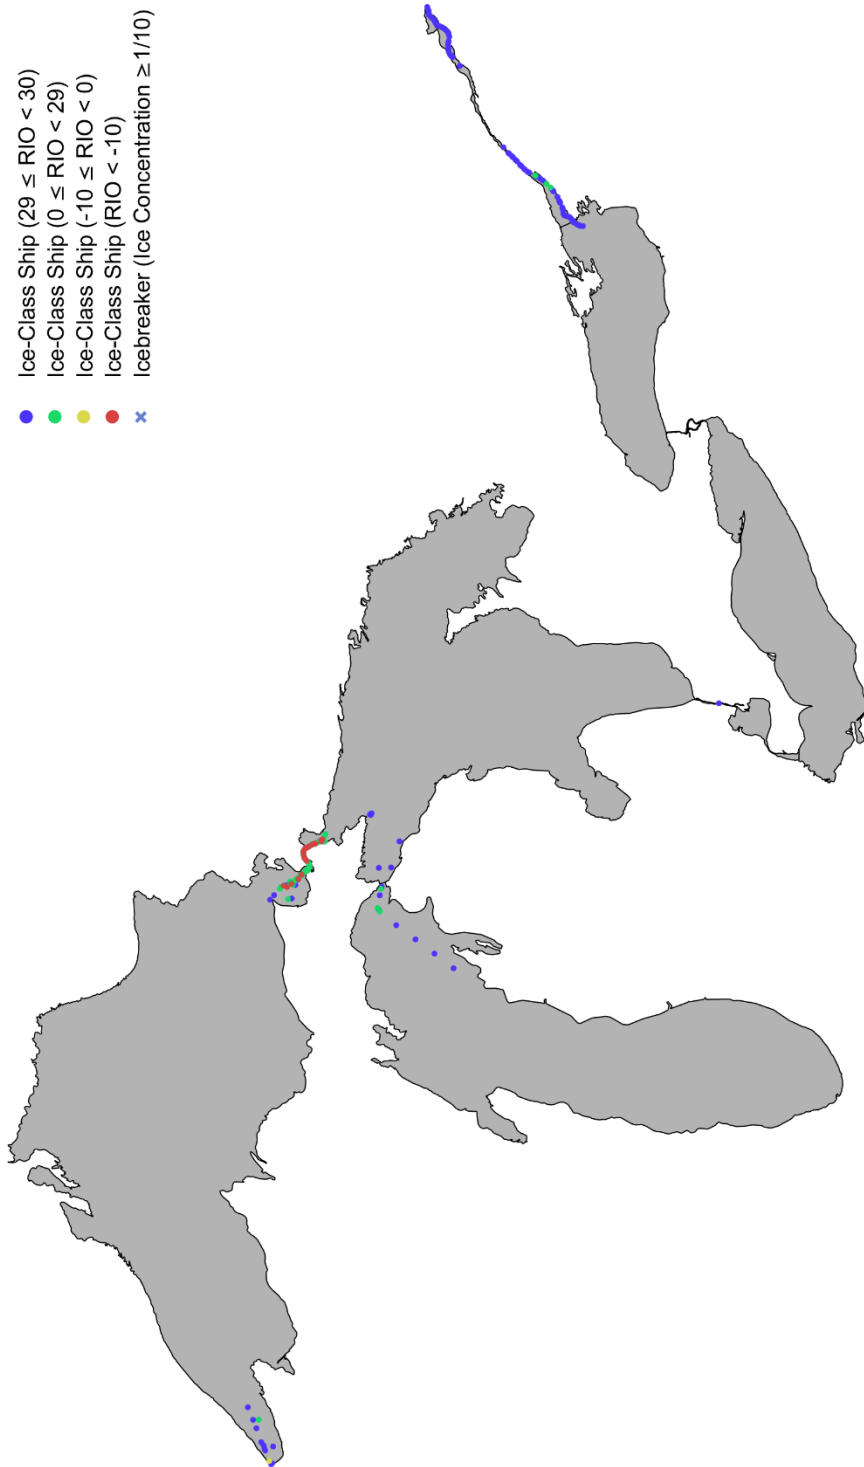 Ice-Class Ship (29 ≤ RIO < 30)
Ice-Class Ship (0 ≤ RIO < 29)
Ice-Class Ship (-10 ≤ RIO < 0)
Ice-Class Ship (RIO < -10)
Icebreaker (Ice Concentration ≥ 1/10)